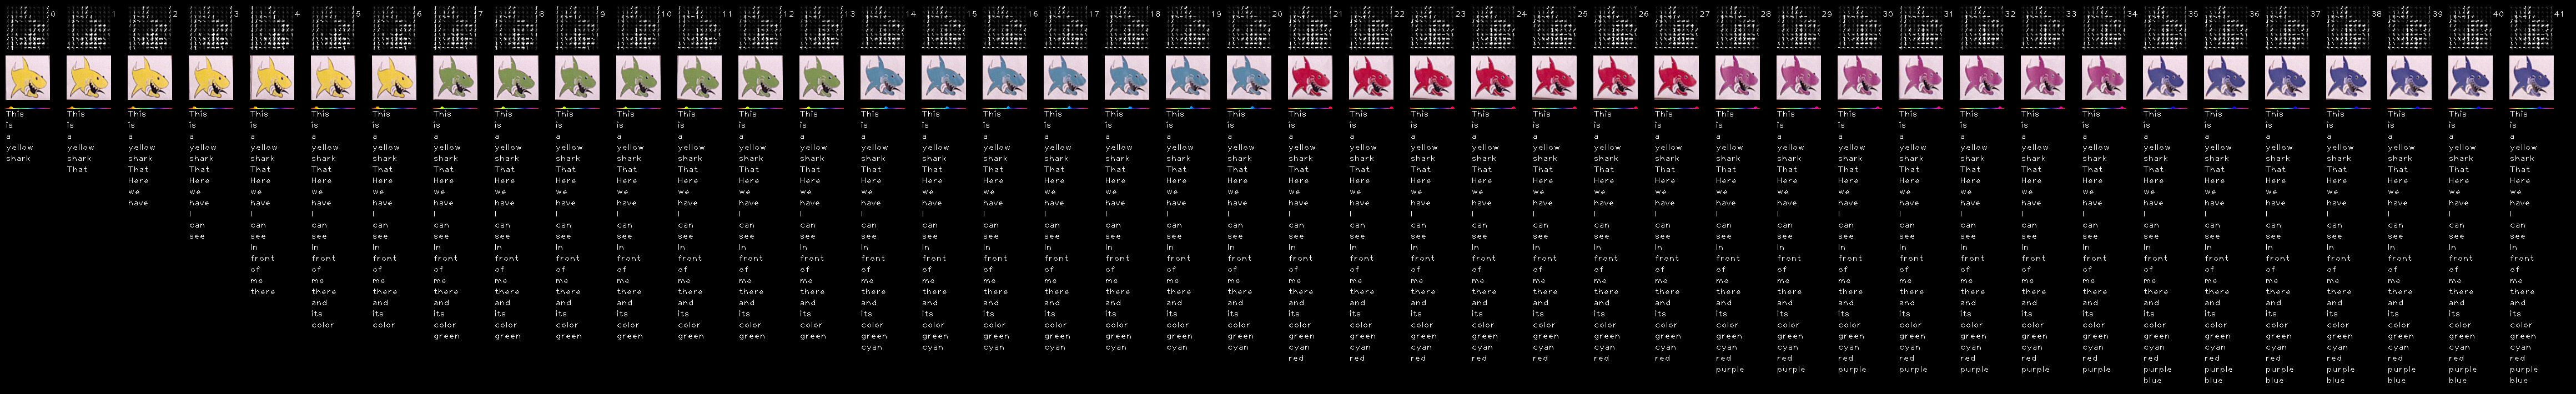 0 1 2 3 4 5 6 7 8 9 10 11 12 13 14 15 16 17 18 19 20 21 22 23 24 25 26 27 28 29 30 31 32 33 34 35 36 37 38 39 40 41
This This This This This This This This This This This This This This This This This This This This This This This This This This This This This This This This This This This This This This This This This This
is is is is is is is is is is is is is is is is is is is is is is is is is is is is is is is is is is is is is is is is is is
a a a a a a a a a a a a a a a a a a a a a a a a a a a a a a a a a a a a a a a a a a
yellow yellow yellow yellow yellow yellow yellow yellow yellow yellow yellow yellow yellow yellow yellow yellow yellow yellow yellow yellow yellow yellow yellow yellow yellow yellow yellow yellow yellow yellow yellow yellow yellow yellow yellow yellow yellow yellow yellow yellow yellow yellow
shark shark shark shark shark shark shark shark shark shark shark shark shark shark shark shark shark shark shark shark shark shark shark shark shark shark shark shark shark shark shark shark shark shark shark shark shark shark shark shark shark shark
That That That That That That That That That That That That That That That That That That That That That That That That That That That That That That That That That That That That That That That That That
Here Here Here Here Here Here Here Here Here Here Here Here Here Here Here Here Here Here Here Here Here Here Here Here Here Here Here Here Here Here Here Here Here Here Here Here Here Here Here Here
we we we we we we we we we we we we we we we we we we we we we we we we we we we we we we we we we we we we we we we we
have have have have have have have have have have have have have have have have have have have have have have have have have have have have have have have have have have have have have have have have
I I I I I I I I I I I I I I I I I I I I I I I I I I I I I I I I I I I I I I I
can can can can can can can can can can can can can can can can can can can can can can can can can can can can can can can can can can can can can can can
see see see see see see see see see see see see see see see see see see see see see see see see see see see see see see see see see see see see see see see
In In In In In In In In In In In In In In In In In In In In In In In In In In In In In In In In In In In In In In
front front front front front front front front front front front front front front front front front front front front front front front front front front front front front front front front front front front front front front
of of of of of of of of of of of of of of of of of of of of of of of of of of of of of of of of of of of of of of
me me me me me me me me me me me me me me me me me me me me me me me me me me me me me me me me me me me me me me
there there there there there there there there there there there there there there there there there there there there there there there there there there there there there there there there there there there there there
and and and and and and and and and and and and and and and and and and and and and and and and and and and and and and and and and and and and and
its its its its its its its its its its its its its its its its its its its its its its its its its its its its its its its its its its its its its
color color color color color color color color color color color color color color color color color color color color color color color color color color color color color color color color color color color color color
green green green green green green green green green green green green green green green green green green green green green green green green green green green green green green green green green green green
cyan cyan cyan cyan cyan cyan cyan cyan cyan cyan cyan cyan cyan cyan cyan cyan cyan cyan cyan cyan cyan cyan cyan cyan cyan cyan cyan cyan
red red red red red red red red red red red red red red red red red red red red red
purple purple purple purple purple purple purple purple purple purple purple purple purple purple
blue blue blue blue blue blue blue